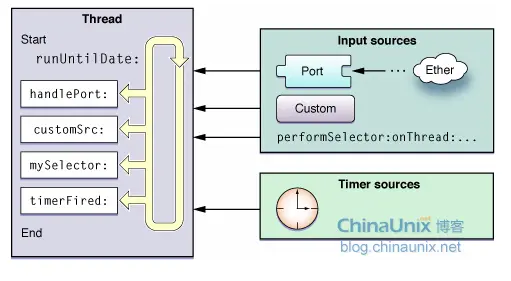 Thread
Start
runUntilDate:
handlePort:
customSrc:
mySelector:
timerFired:
End
Input sources
Port
...
Ether
Custom
performSelector:onThread:...
Timer sources
ChinaUnix.net 博客
blog.chinaunix.net